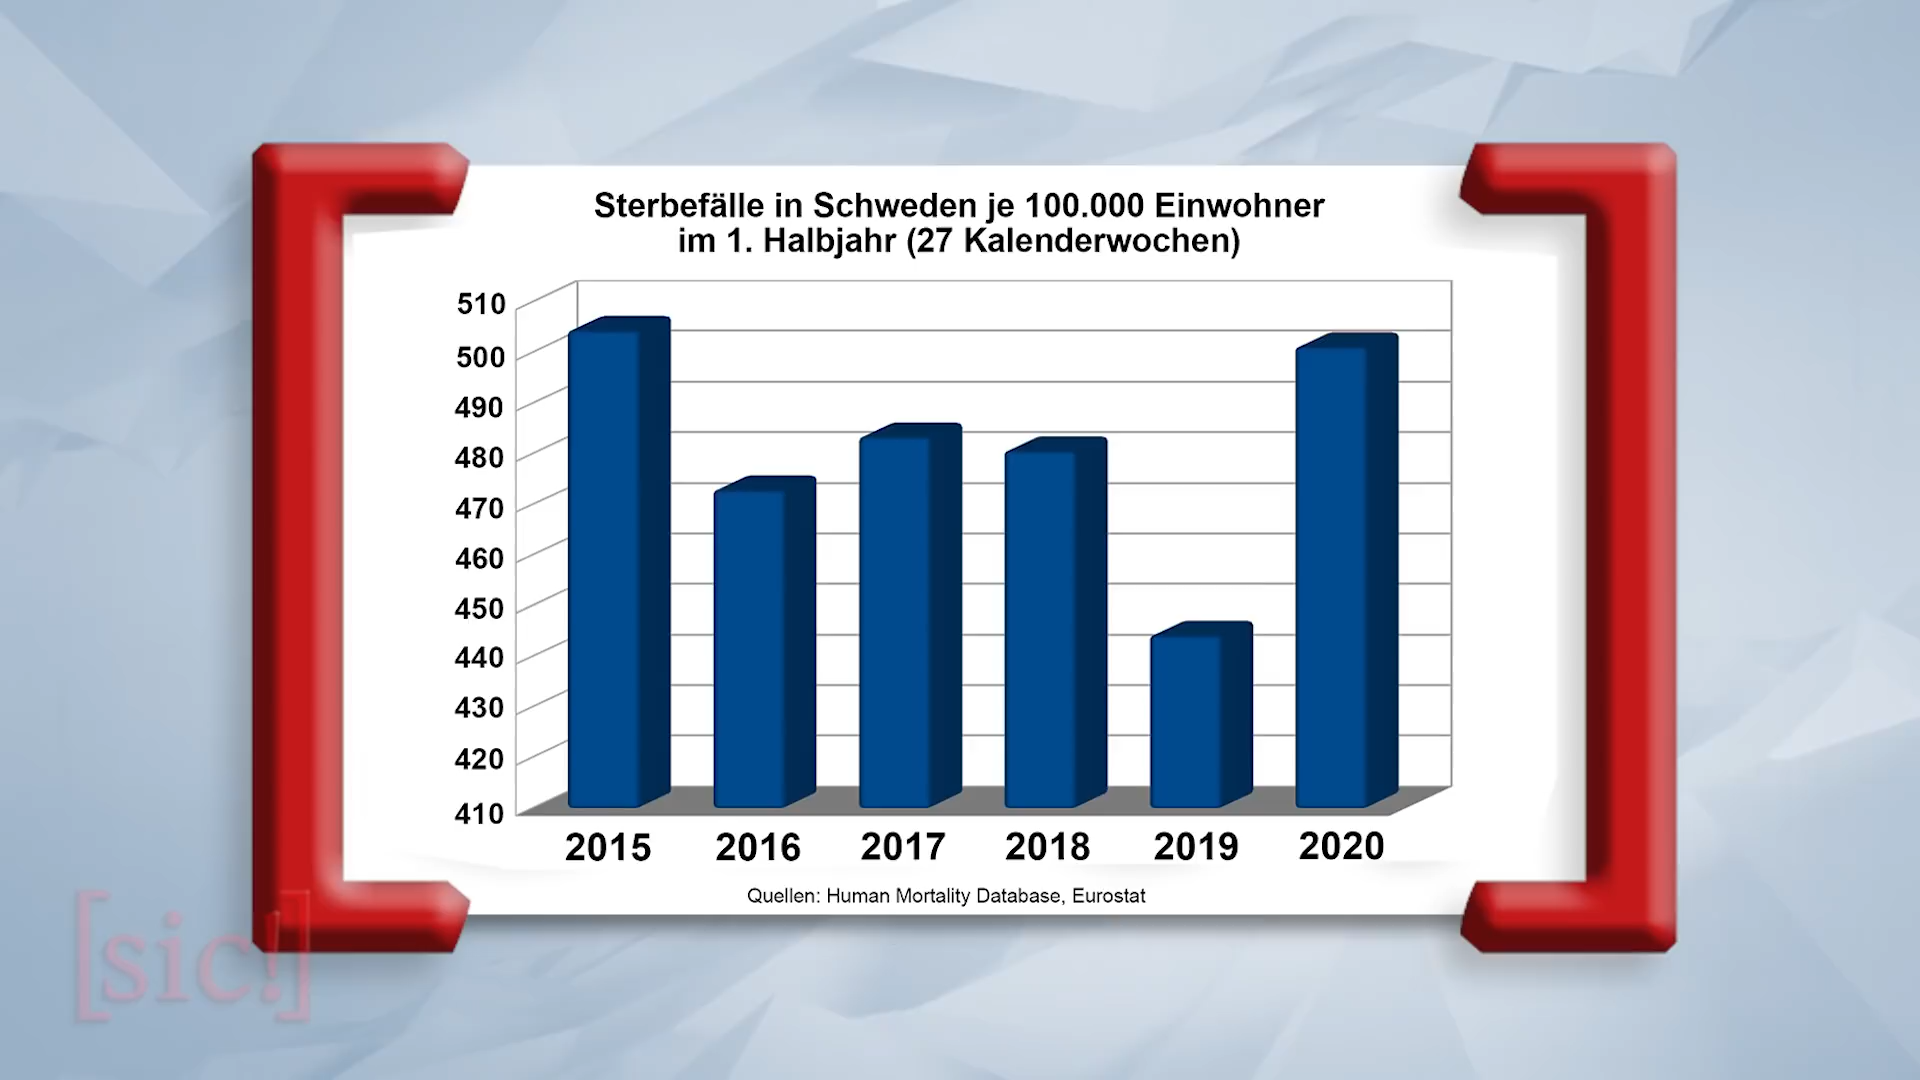 Sterbefälle in Schweden je 100.000 Einwohner
im 1. Halbjahr (27 Kalenderwochen)
510
500
490
480
470
460
450
440
430
420
410
2015 2016 2017 2018 2019 2020
Quellen: Human Mortality Database, Eurostat
[sic!]